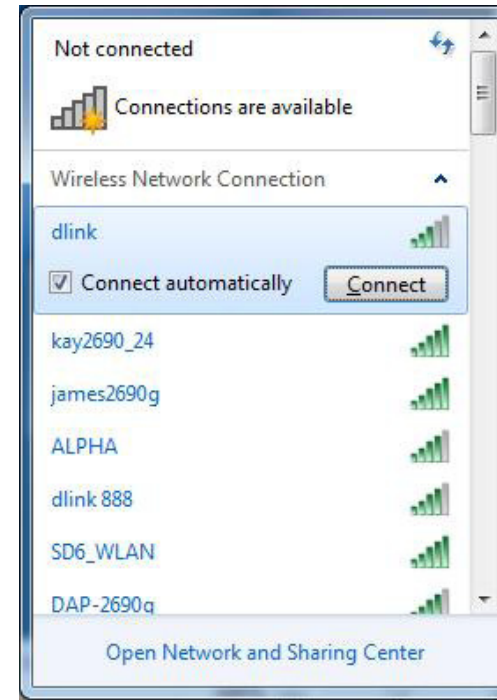 Not connected
Connections are available
Wireless Network Connection
dlink
Connect automatically Connect
kay2690_24
james2690g
ALPHA
dlink 888
SD6_WLAN
DAP-2690g
Open Network and Sharing Center